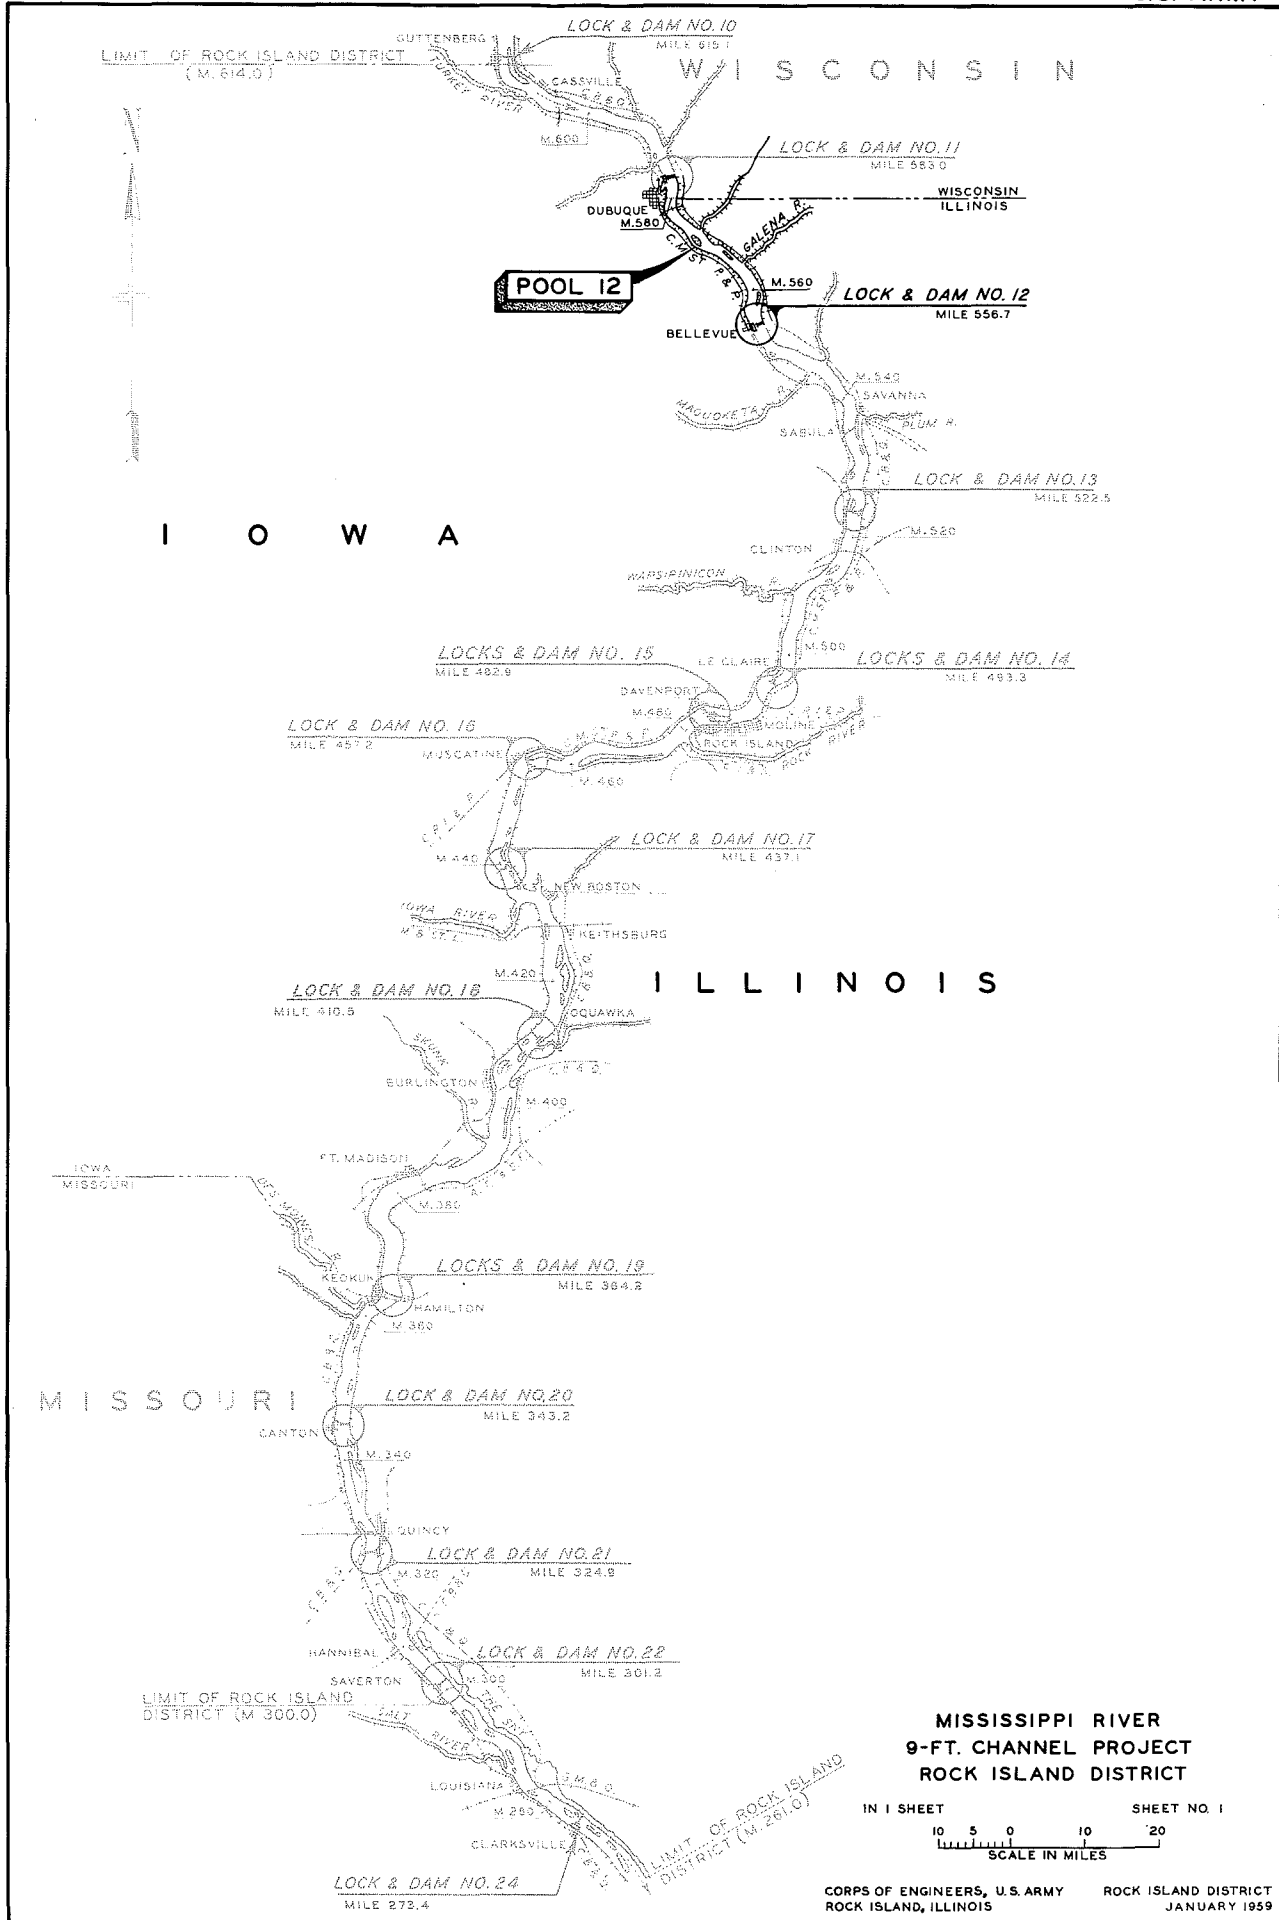 GUTTENBERG
LOCK & DAM NO. 10
MILE 615.1
LIMIT OF ROCK ISLAND DISTRICT
(M. 614.0)
WISCONSIN
TURKEY RIVER
CASSVILLE
C.B.&Q.
M.600
LOCK & DAM NO. 11
MILE 583.0
WISCONSIN
ILLINOIS
DUBUQUE
M.580
GALENA R.
C.M.ST. P.& P.
POOL 12
M.560
LOCK & DAM NO. 12
MILE 556.7
BELLEVUE
M.540
SAVANNA
MAQUOKETA R.
PLUM R.
SABULA
C.B.&Q.
LOCK & DAM NO. 13
MILE 522.5
IOWA
M.520
CLINTON
WAPSIPINICON R.
M.500
LOCKS & DAM NO. 15
MILE 482.9
LE CLAIRE
LOCKS & DAM NO. 14
MILE 493.3
DAVENPORT
M.480
C.R.I.& P.
MOLINE
ROCK ISLAND
ROCK RIVER
LOCK & DAM NO. 16
MILE 457.2
MUSCATINE
M.460
C.R.I.& P.
LOCK & DAM NO. 17
MILE 437.1
M.440
NEW BOSTON
IOWA RIVER
M.& ST.L.
KEITHSBURG
M.420
C.B.&Q.
ILLINOIS
LOCK & DAM NO. 18
MILE 410.5
OQUAWKA
SKUNK R.
BURLINGTON
C.B.& Q.
M.400
FT. MADISON
IOWA
MISSOURI
M.380
DES MOINES R.
LOCKS & DAM NO. 19
MILE 364.2
KEOKUK
HAMILTON
M.360
C.B.&Q.
MISSOURI
LOCK & DAM NO. 20
MILE 343.2
CANTON
M.340
QUINCY
LOCK & DAM NO. 21
MILE 324.9
M.320
C.B.&Q.
C.B.&Q.
HANNIBAL
LOCK & DAM NO. 22
MILE 301.2
SAVERTON
M.300
LIMIT OF ROCK ISLAND
DISTRICT (M 300.0)
THE SNY
SALT RIVER
LOUISIANA
G.M.& O.
M.280
CLARKSVILLE
C.B.&Q.
LIMIT OF ROCK ISLAND
DISTRICT (M. 261.0)
LOCK & DAM NO. 24
MILE 273.4
MISSISSIPPI RIVER
9-FT. CHANNEL PROJECT
ROCK ISLAND DISTRICT
IN 1 SHEET SHEET NO. 1
10 5 0 10 20
SCALE IN MILES
CORPS OF ENGINEERS, U.S. ARMY ROCK ISLAND DISTRICT
ROCK ISLAND, ILLINOIS JANUARY 1959